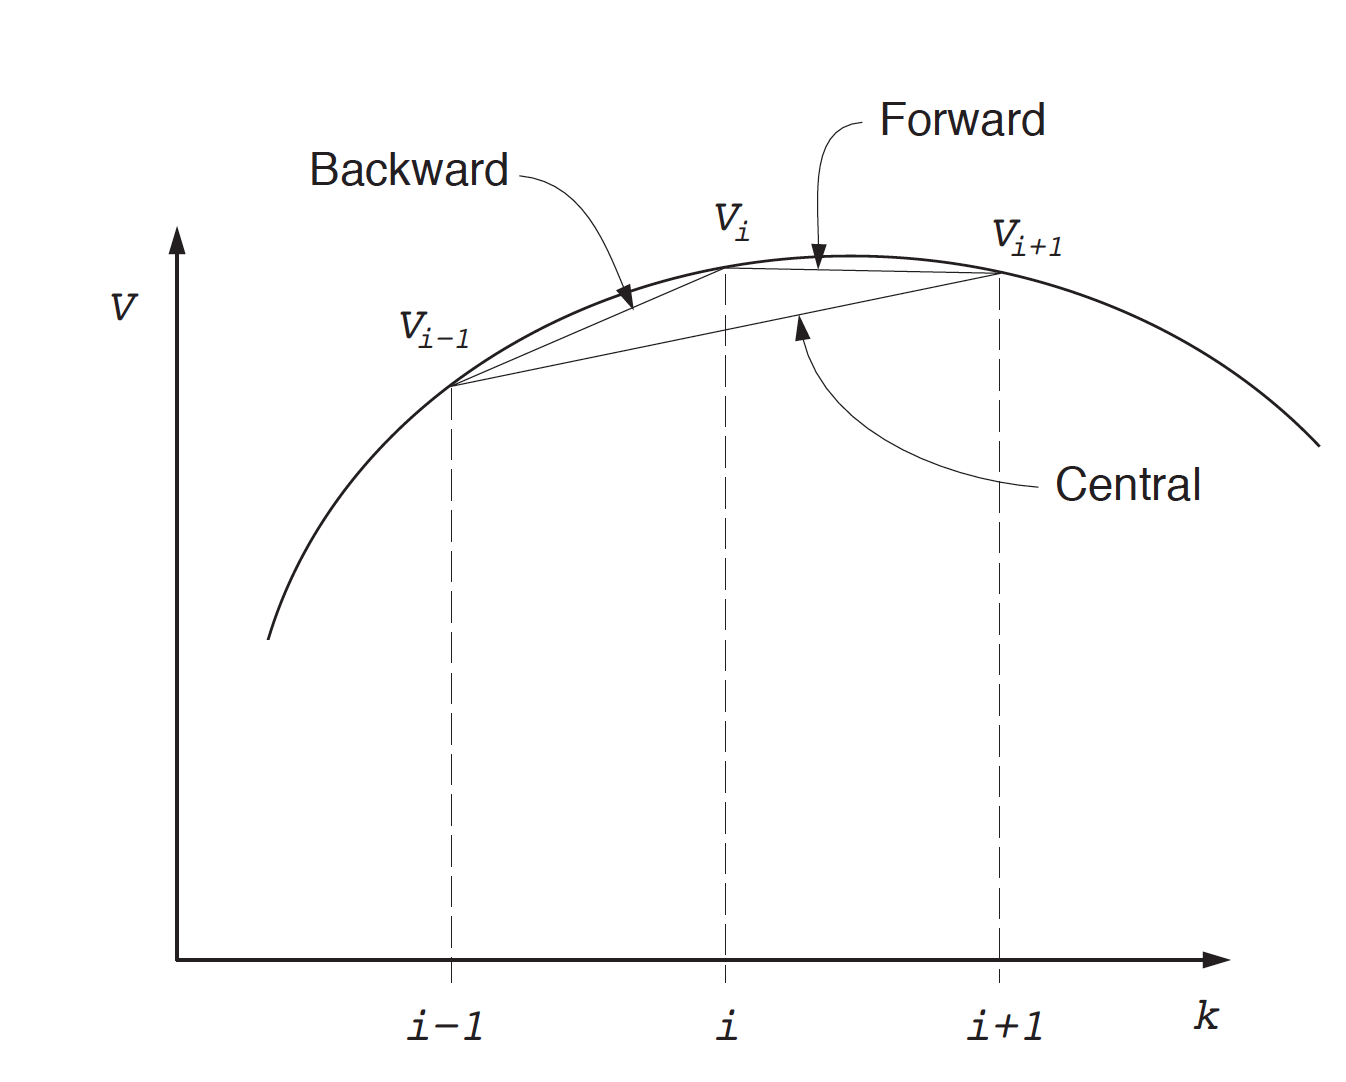 Forward
Backward
v_i
v_{i+1}
v
v_{i−1}
Central
i−1
i
i+1
k